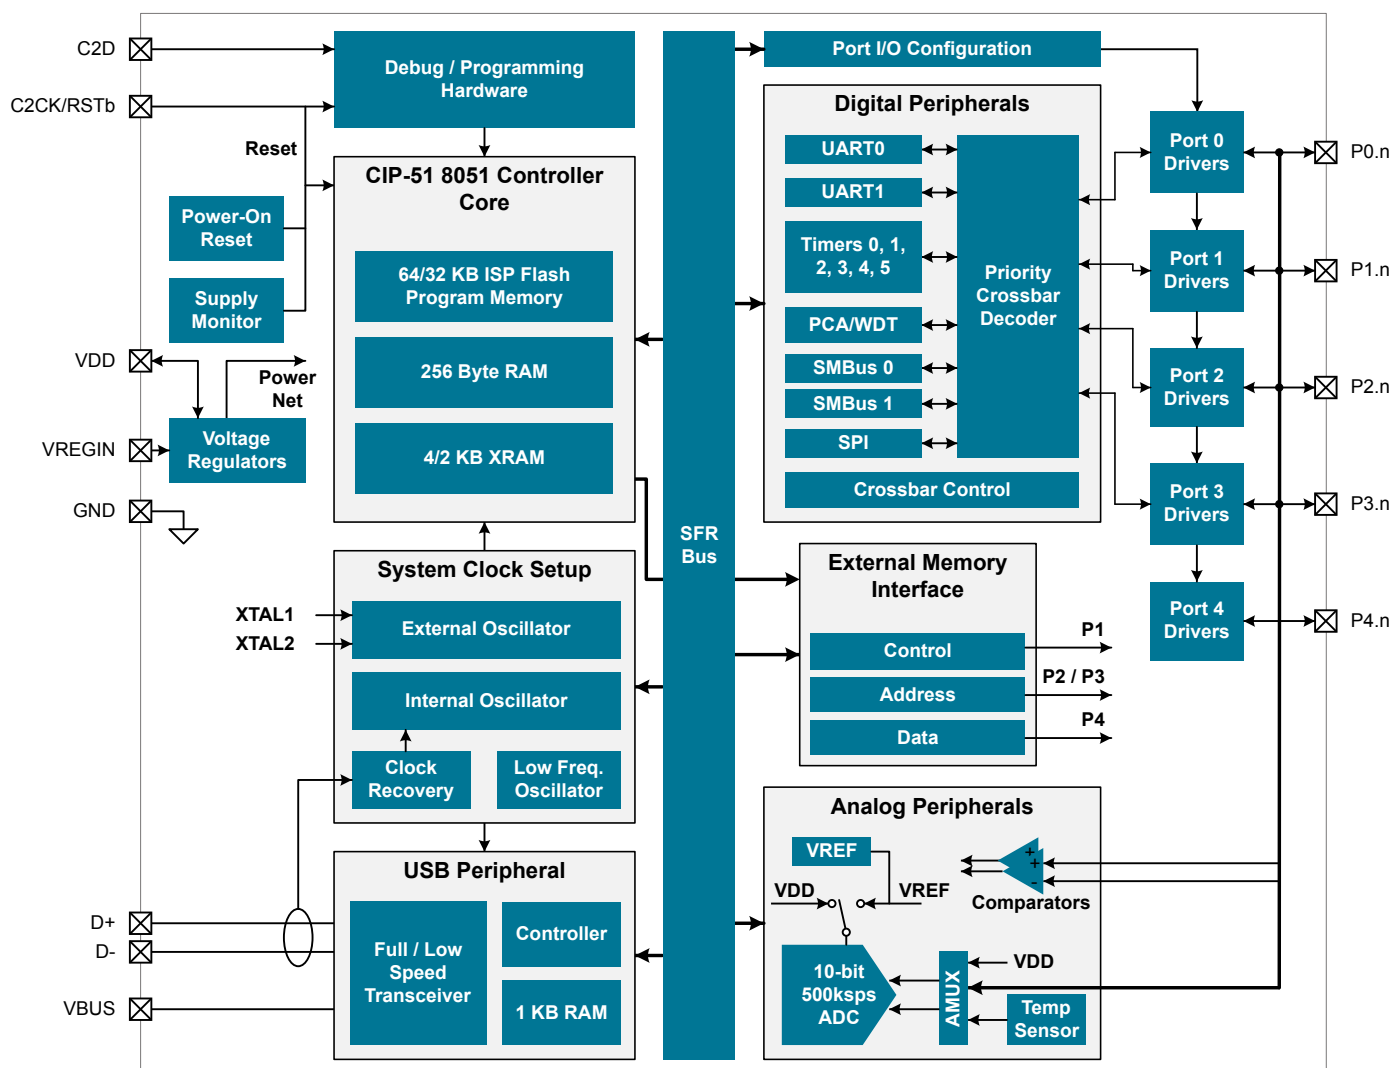 C2D
C2CK/RSTb
Debug / Programming
Hardware
Reset
CIP-51 8051 Controller
Core
64/32 KB ISP Flash
Program Memory
256 Byte RAM
4/2 KB XRAM
Power-On
Reset
Supply
Monitor
VDD
Power
Net
VREGIN
Voltage
Regulators
GND
System Clock Setup
XTAL1
XTAL2
External Oscillator
Internal Oscillator
Clock
Recovery
Low Freq.
Oscillator
USB Peripheral
D+
D-
VBUS
Full / Low
Speed
Transceiver
Controller
1 KB RAM
SFR
Bus
Port I/O Configuration
Digital Peripherals
UART0
UART1
Timers 0, 1,
2, 3, 4, 5
PCA/WDT
SMBus 0
SMBus 1
SPI
Priority
Crossbar
Decoder
Crossbar Control
Port 0
Drivers
P0.n
Port 1
Drivers
P1.n
Port 2
Drivers
P2.n
Port 3
Drivers
P3.n
Port 4
Drivers
P4.n
External Memory
Interface
Control
P1
Address
P2 / P3
Data
P4
Analog Peripherals
VREF
VDD
VREF
+
+
-
Comparators
10-bit
500ksps
ADC
AMUX
VDD
Temp
Sensor